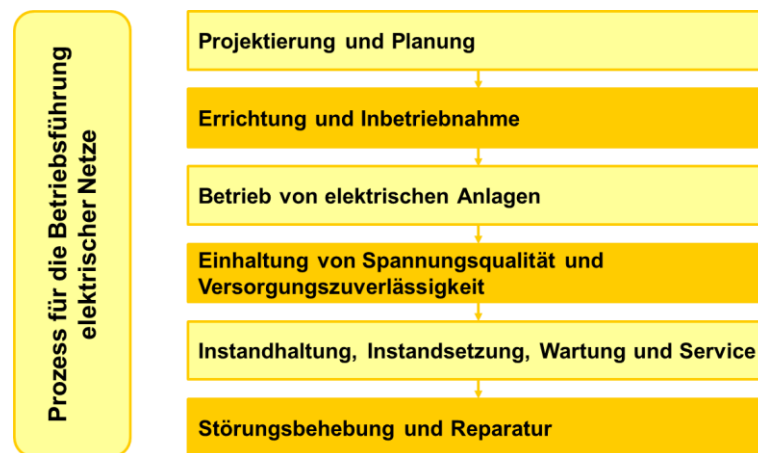 Prozess für die Betriebsführung
elektrischer Netze
Projektierung und Planung
Errichtung und Inbetriebnahme
Betrieb von elektrischen Anlagen
Einhaltung von Spannungsqualität und
Versorgungszuverlässigkeit
Instandhaltung, Instandsetzung, Wartung und Service
Störungsbehebung und Reparatur